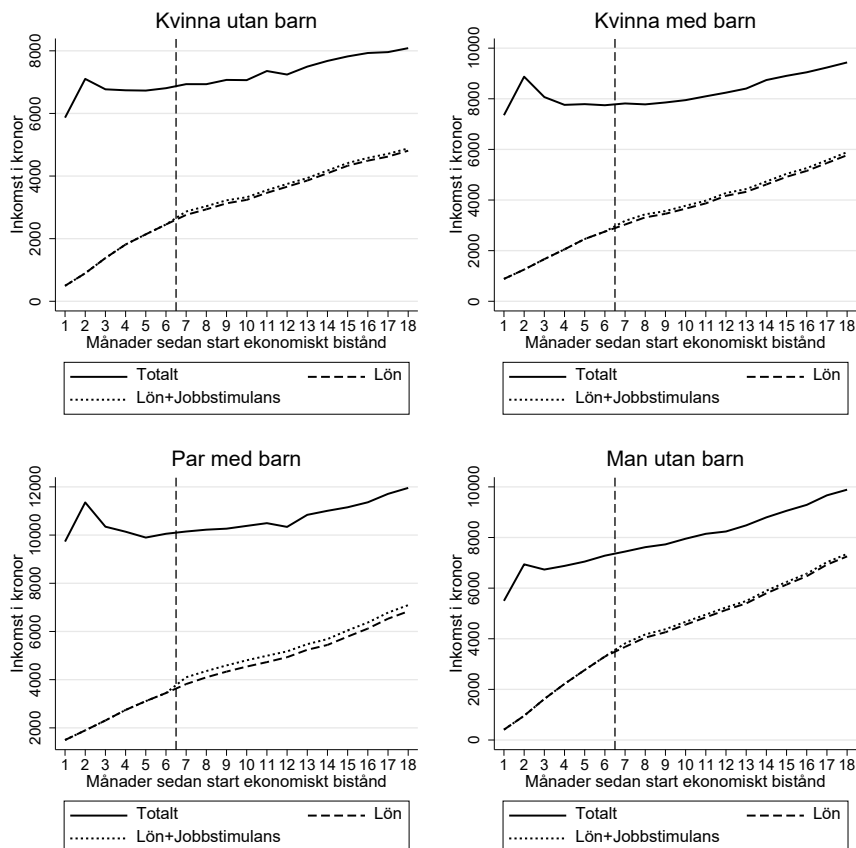 Kvinna utan barn
Inkomst i kronor
0 2000 4000 6000 8000
1 2 3 4 5 6 7 8 9 10 11 12 13 14 15 16 17 18
Månader sedan start ekonomiskt bistånd
Totalt Lön
Lön+Jobbstimulans
Kvinna med barn
Inkomst i kronor
0 2000 4000 6000 8000 10000
1 2 3 4 5 6 7 8 9 10 11 12 13 14 15 16 17 18
Månader sedan start ekonomiskt bistånd
Totalt Lön
Lön+Jobbstimulans
Par med barn
Inkomst i kronor
2000 4000 6000 8000 10000 12000
1 2 3 4 5 6 7 8 9 10 11 12 13 14 15 16 17 18
Månader sedan start ekonomiskt bistånd
Totalt Lön
Lön+Jobbstimulans
Man utan barn
Inkomst i kronor
0 2000 4000 6000 8000 10000
1 2 3 4 5 6 7 8 9 10 11 12 13 14 15 16 17 18
Månader sedan start ekonomiskt bistånd
Totalt Lön
Lön+Jobbstimulans